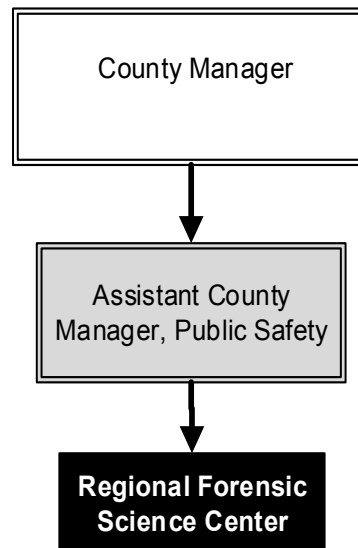 County Manager
Assistant County
Manager, Public Safety
Regional Forensic
Science Center